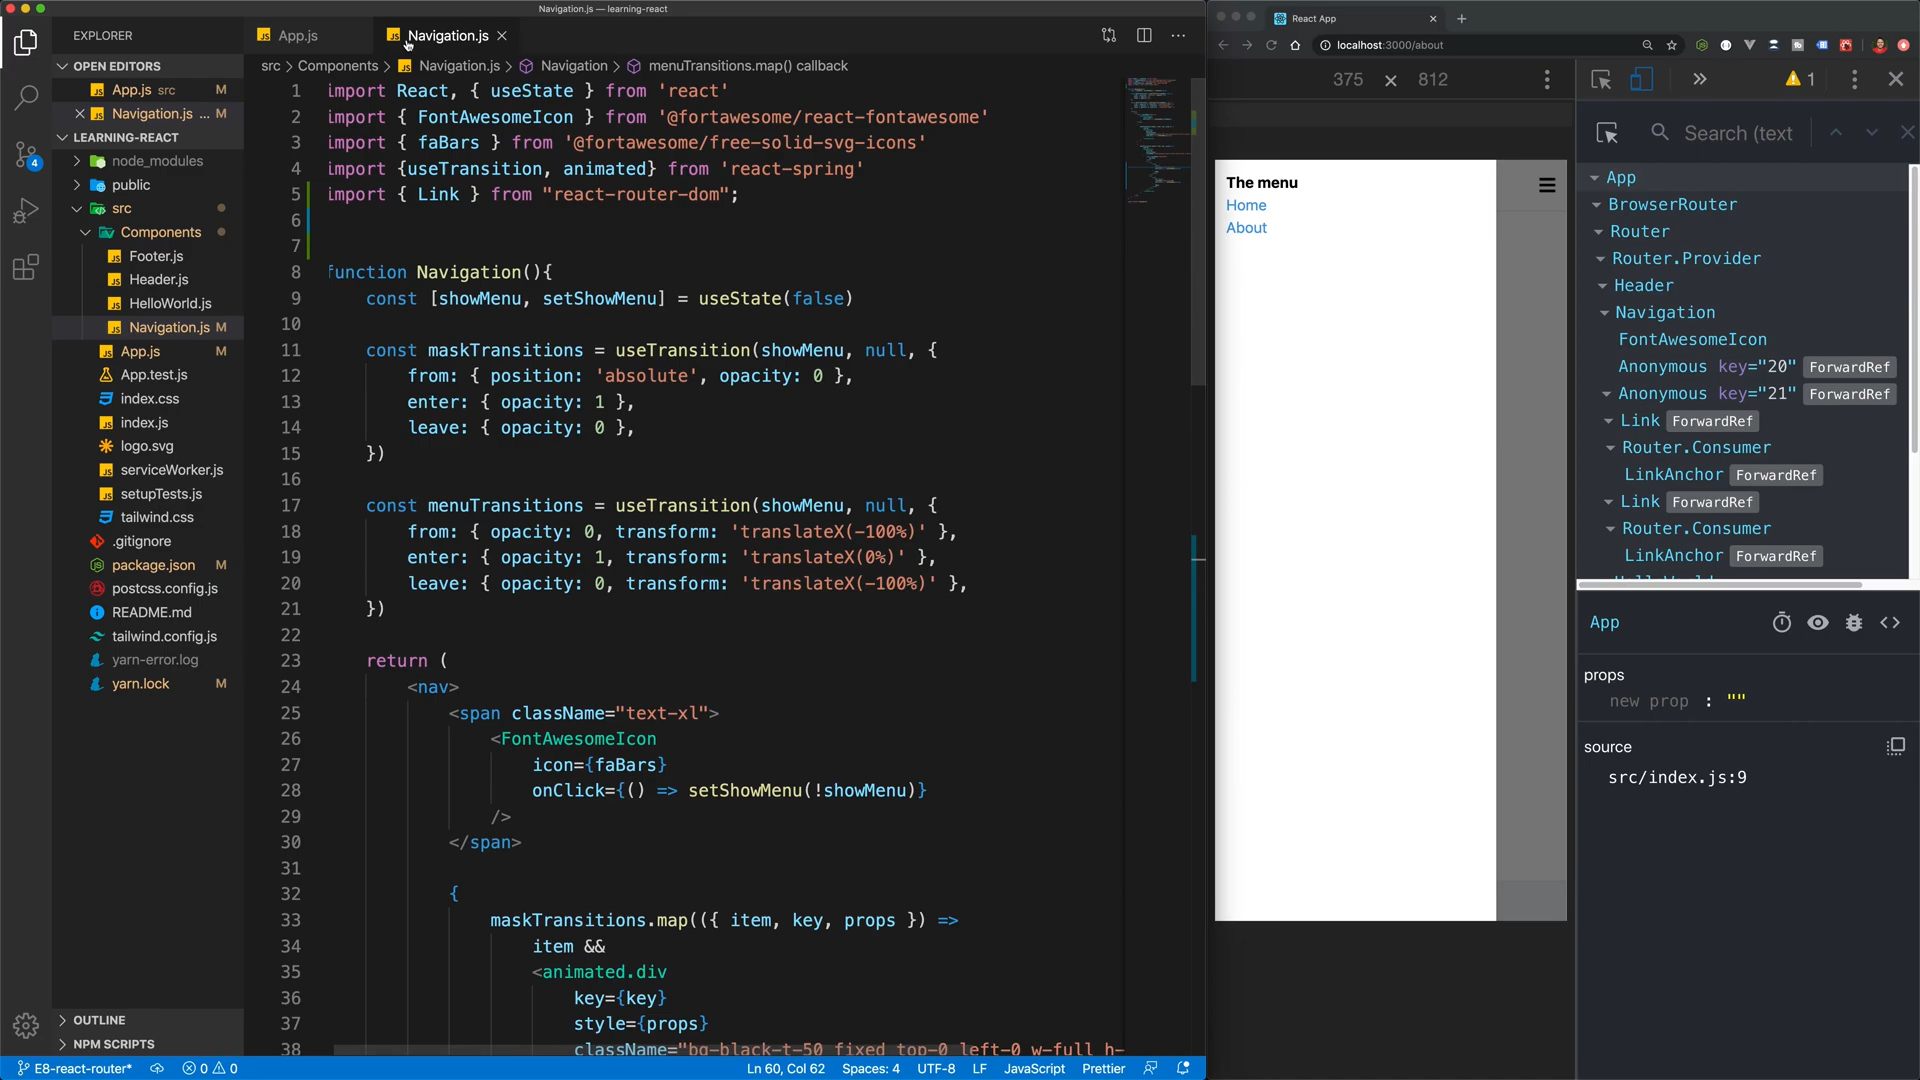 Navigation.js — learning-react
EXPLORER
OPEN EDITORS
App.js src M
Navigation.js ... M
LEARNING-REACT
node_modules
public
src
Components
Footer.js
Header.js
HelloWorld.js
Navigation.js M
App.js M
App.test.js
index.css
index.js
logo.svg
serviceWorker.js
setupTests.js
tailwind.css
.gitignore
package.json M
postcss.config.js
README.md
tailwind.config.js
yarn-error.log
yarn.lock M
OUTLINE
NPM SCRIPTS
4
App.js
Navigation.js
src > Components > Navigation.js > Navigation > menuTransitions.map() callback
1 import React, { useState } from 'react'
2 import { FontAwesomeIcon } from '@fortawesome/react-fontawesome'
3 import { faBars } from '@fortawesome/free-solid-svg-icons'
4 import {useTransition, animated} from 'react-spring'
5 import { Link } from "react-router-dom";
6
7
8 function Navigation(){
9 const [showMenu, setShowMenu] = useState(false)
10
11 const maskTransitions = useTransition(showMenu, null, {
12 from: { position: 'absolute', opacity: 0 },
13 enter: { opacity: 1 },
14 leave: { opacity: 0 },
15 })
16
17 const menuTransitions = useTransition(showMenu, null, {
18 from: { opacity: 0, transform: 'translateX(-100%)' },
19 enter: { opacity: 1, transform: 'translateX(0%)' },
20 leave: { opacity: 0, transform: 'translateX(-100%)' },
21 })
22
23 return (
24 <nav>
25 <span className="text-xl">
26 <FontAwesomeIcon
27 icon={faBars}
28 onClick={() => setShowMenu(!showMenu)}
29 />
30 </span>
31
32 {
33 maskTransitions.map(({ item, key, props }) =>
34 item &&
35 <animated.div
36 key={key}
37 style={props}
38 className="bg-black-t-50 fixed top-0 left-0 w-full h-
E8-react-router* 0 0
Ln 60, Col 62 Spaces: 4 UTF-8 LF JavaScript Prettier
React App
localhost:3000/about
375 × 812
The menu
Home
About
1
Search (text
App
BrowserRouter
Router
Router.Provider
Header
Navigation
FontAwesomeIcon
Anonymous key="20" ForwardRef
Anonymous key="21" ForwardRef
Link ForwardRef
Router.Consumer
LinkAnchor ForwardRef
Link ForwardRef
Router.Consumer
LinkAnchor ForwardRef
App
props
new prop : ""
source
src/index.js:9